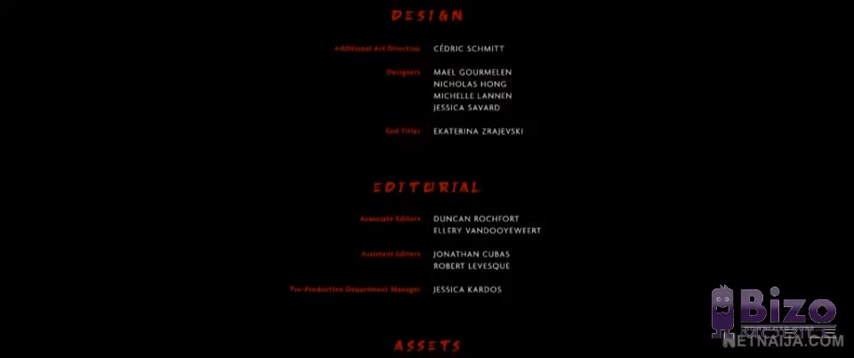 DESIGN
Additional Art Direction CÉDRIC SCHMITT
Designers MAEL GOURMELEN
NICHOLAS HONG
MICHELLE LANNEN
JESSICA SAVARD
End Titles EKATERINA ZRAJEVSKI
EDITORIAL
Associate Editors DUNCAN ROCHFORT
ELLERY VANDOOYEWEERT
Assistant Editors JONATHAN CUBAS
ROBERT LEVESQUE
Pre-Production Department Manager JESSICA KARDOS
Bizo
MOBILE
NETNAIJA.COM
ASSETS